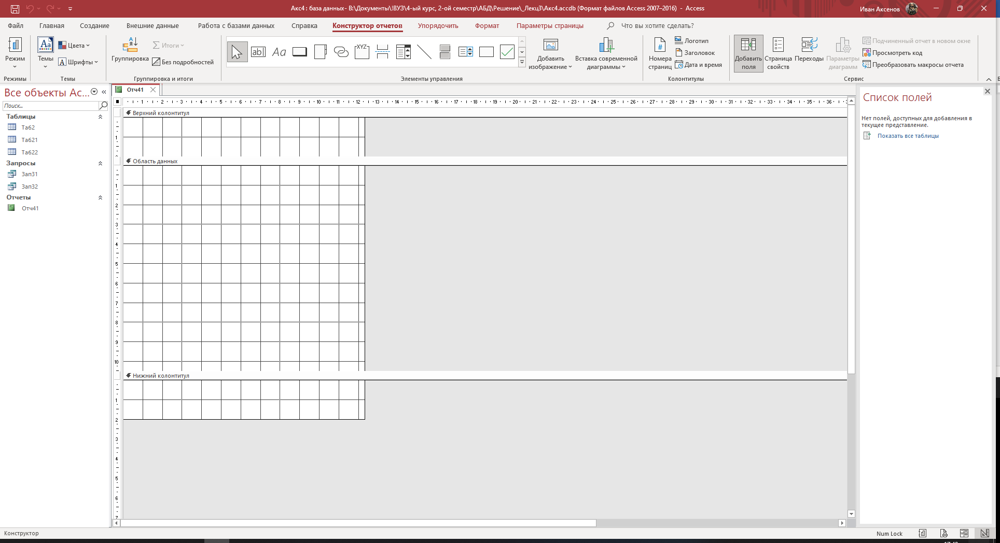 Акс4 : база данных- B:\Документы\!ВУЗ\4-ый курс, 2-ой семестр\АБД\Решение\_Лекц3\Акс4.accdb (Формат файлов Access 2007–2016) - Access
Иван Аксенов
Файл Главная Создание Внешние данные Работа с базами данных Справка Конструктор отчетов Упорядочить Формат Параметры страницы Что вы хотите сделать?
Режим
Режимы
Темы
Цвета
Шрифты
Темы
Группировка
Итоги
Без подробностей
Группировка и итоги
ab|
Aa
XYZ
Добавить изображение
Вставка современной диаграммы
Элементы управления
Номера страниц
Логотип
Заголовок
Дата и время
Колонтитулы
Добавить поля
Страница свойств
Переходы
Параметры диаграмм
Подчиненный отчет в новом окне
Просмотреть код
Преобразовать макросы отчета
Сервис
Все объекты Ac...
Поиск...
Таблицы
Та62
Та621
Та622
Запросы
Зап31
Зап32
Отчеты
Отч41
Отч41
1 2 3 4 5 6 7 8 9 10 11 12 13 14 15 16 17 18 19 20 21 22 23 24 25 26 27 28 29 30 31 32 33 34 35 36
Верхний колонтитул
1
Область данных
1
2
3
4
5
6
7
8
9
10
Нижний колонтитул
1
2
3
4
5
6
7
Список полей
Нет полей, доступных для добавления в
текущее представление.
Показать все таблицы
Конструктор
Num Lock